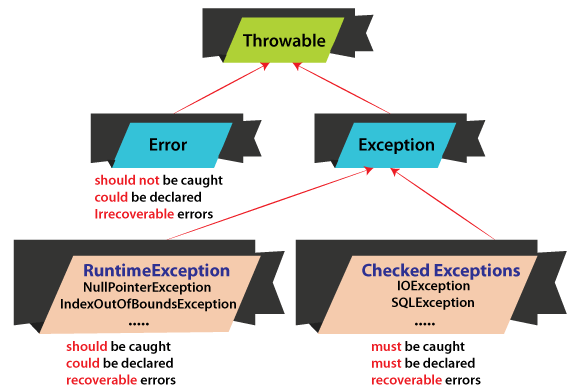 Throwable
Error
Exception
should not be caught
could be declared
Irrecoverable errors
RuntimeException
NullPointerException
IndexOutOfBoundsException
.....
should be caught
could be declared
recoverable errors
Checked Exceptions
IOException
SQLException
.....
must be caught
must be declared
recoverable errors